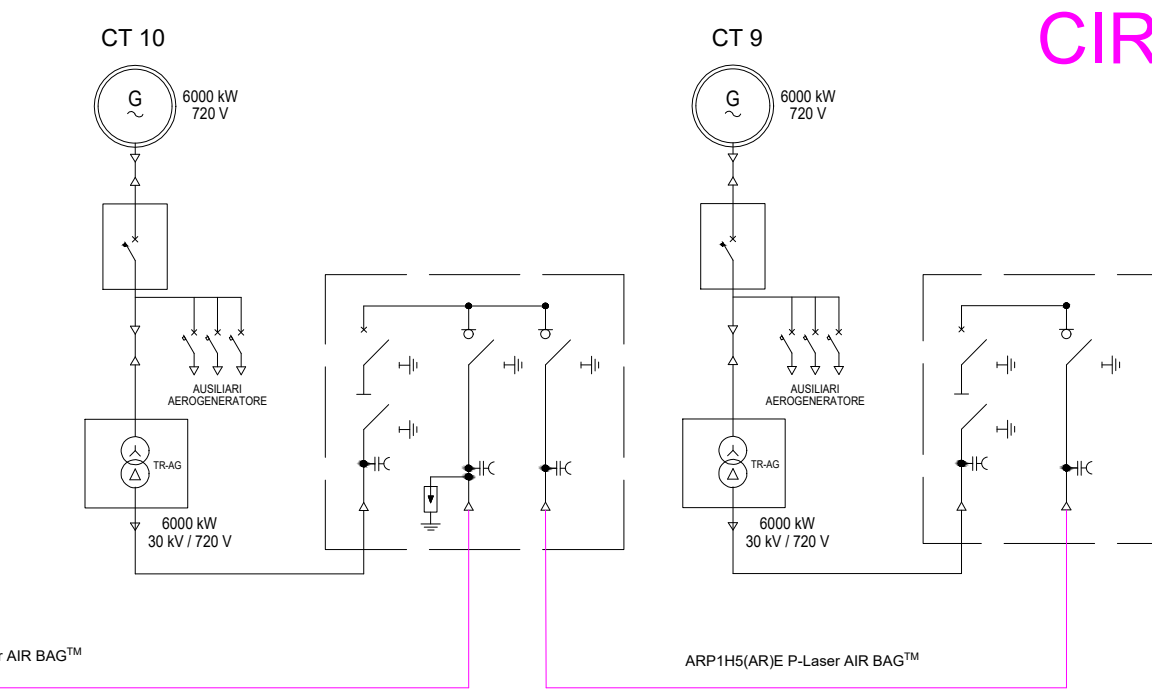 CIR
CT 10
CT 9
G
6000 kW
720 V
G
6000 kW
720 V
AUSILIARI
AEROGENERATORE
AUSILIARI
AEROGENERATORE
TR-AG
TR-AG
6000 kW
30 kV / 720 V
6000 kW
30 kV / 720 V
r AIR BAG™
ARP1H5(AR)E P-Laser AIR BAG™